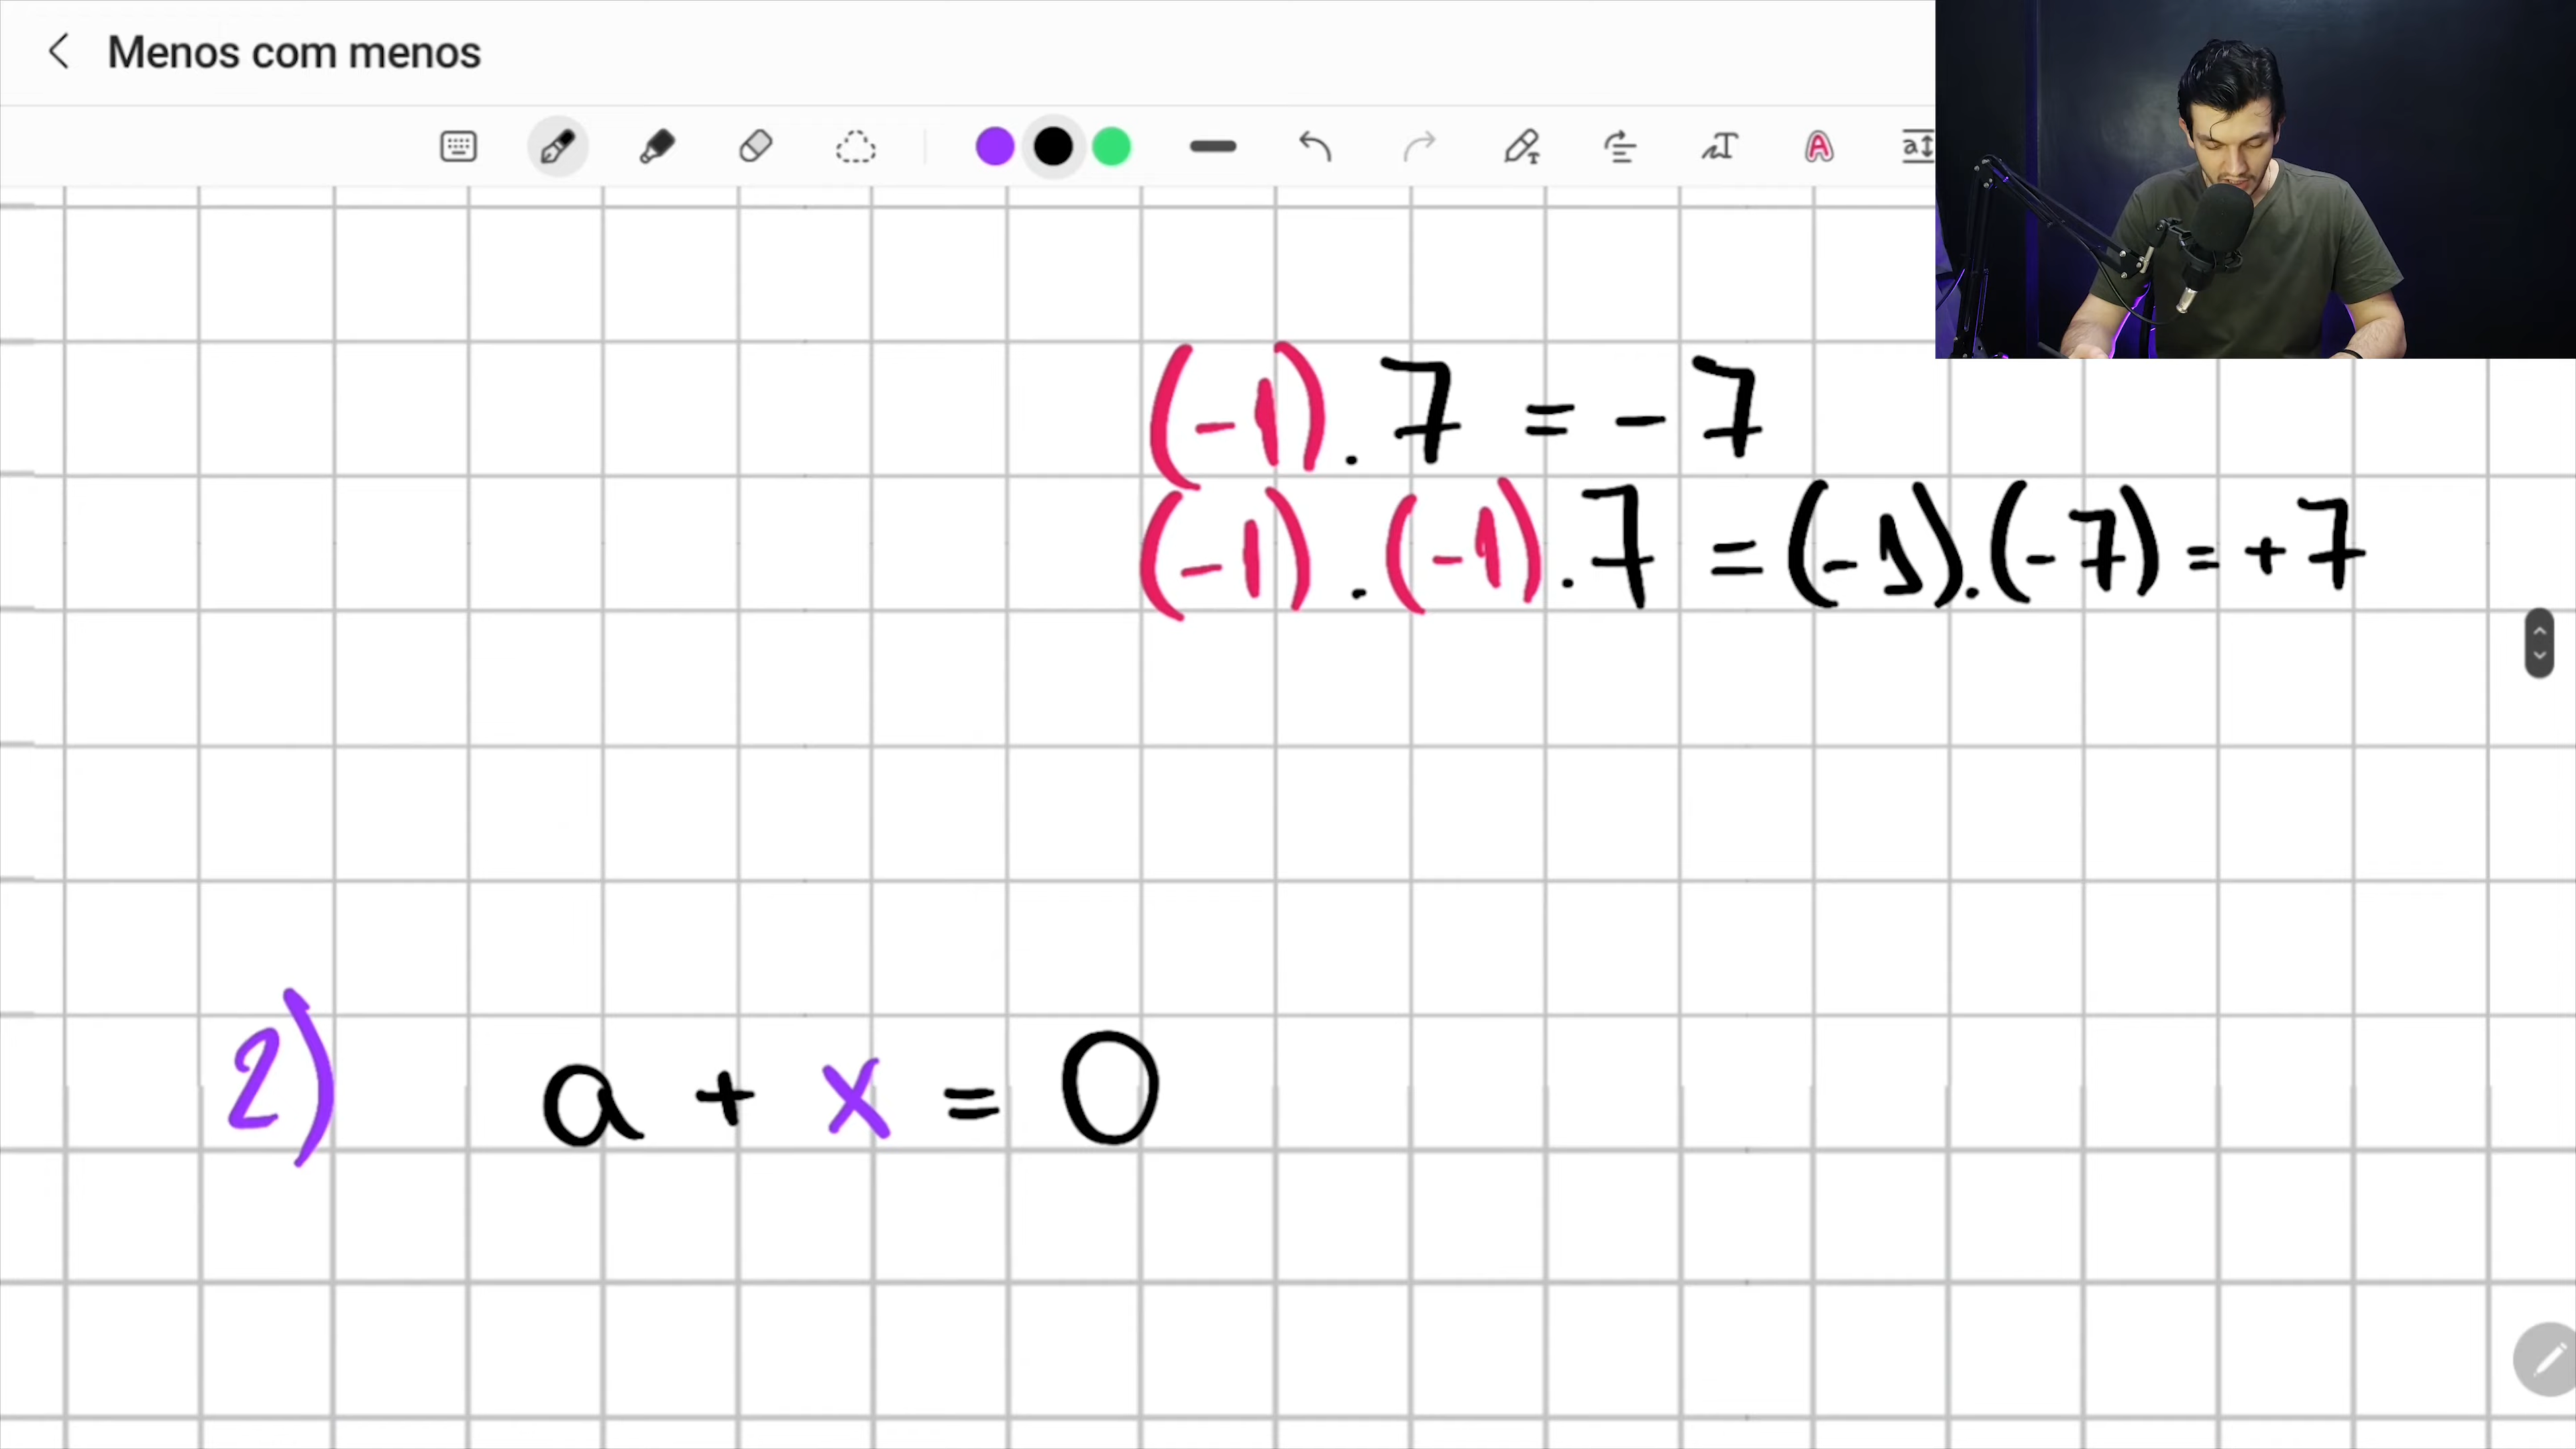 Menos com menos
(-1) . 7 = - 7
(-1) . (-1) . 7 = (-1).(-7) = + 7
2) a + x = 0